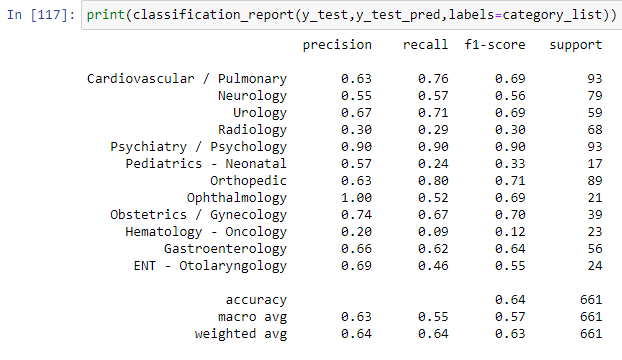 In [117]: print(classification_report(y_test,y_test_pred,labels=category_list))
precision recall f1-score support
Cardiovascular / Pulmonary 0.63 0.76 0.69 93
Neurology 0.55 0.57 0.56 79
Urology 0.67 0.71 0.69 59
Radiology 0.30 0.29 0.30 68
Psychiatry / Psychology 0.90 0.90 0.90 93
Pediatrics - Neonatal 0.57 0.24 0.33 17
Orthopedic 0.63 0.80 0.71 89
Ophthalmology 1.00 0.52 0.69 21
Obstetrics / Gynecology 0.74 0.67 0.70 39
Hematology - Oncology 0.20 0.09 0.12 23
Gastroenterology 0.66 0.62 0.64 56
ENT - Otolaryngology 0.69 0.46 0.55 24
accuracy 0.64 661
macro avg 0.63 0.55 0.57 661
weighted avg 0.64 0.64 0.63 661